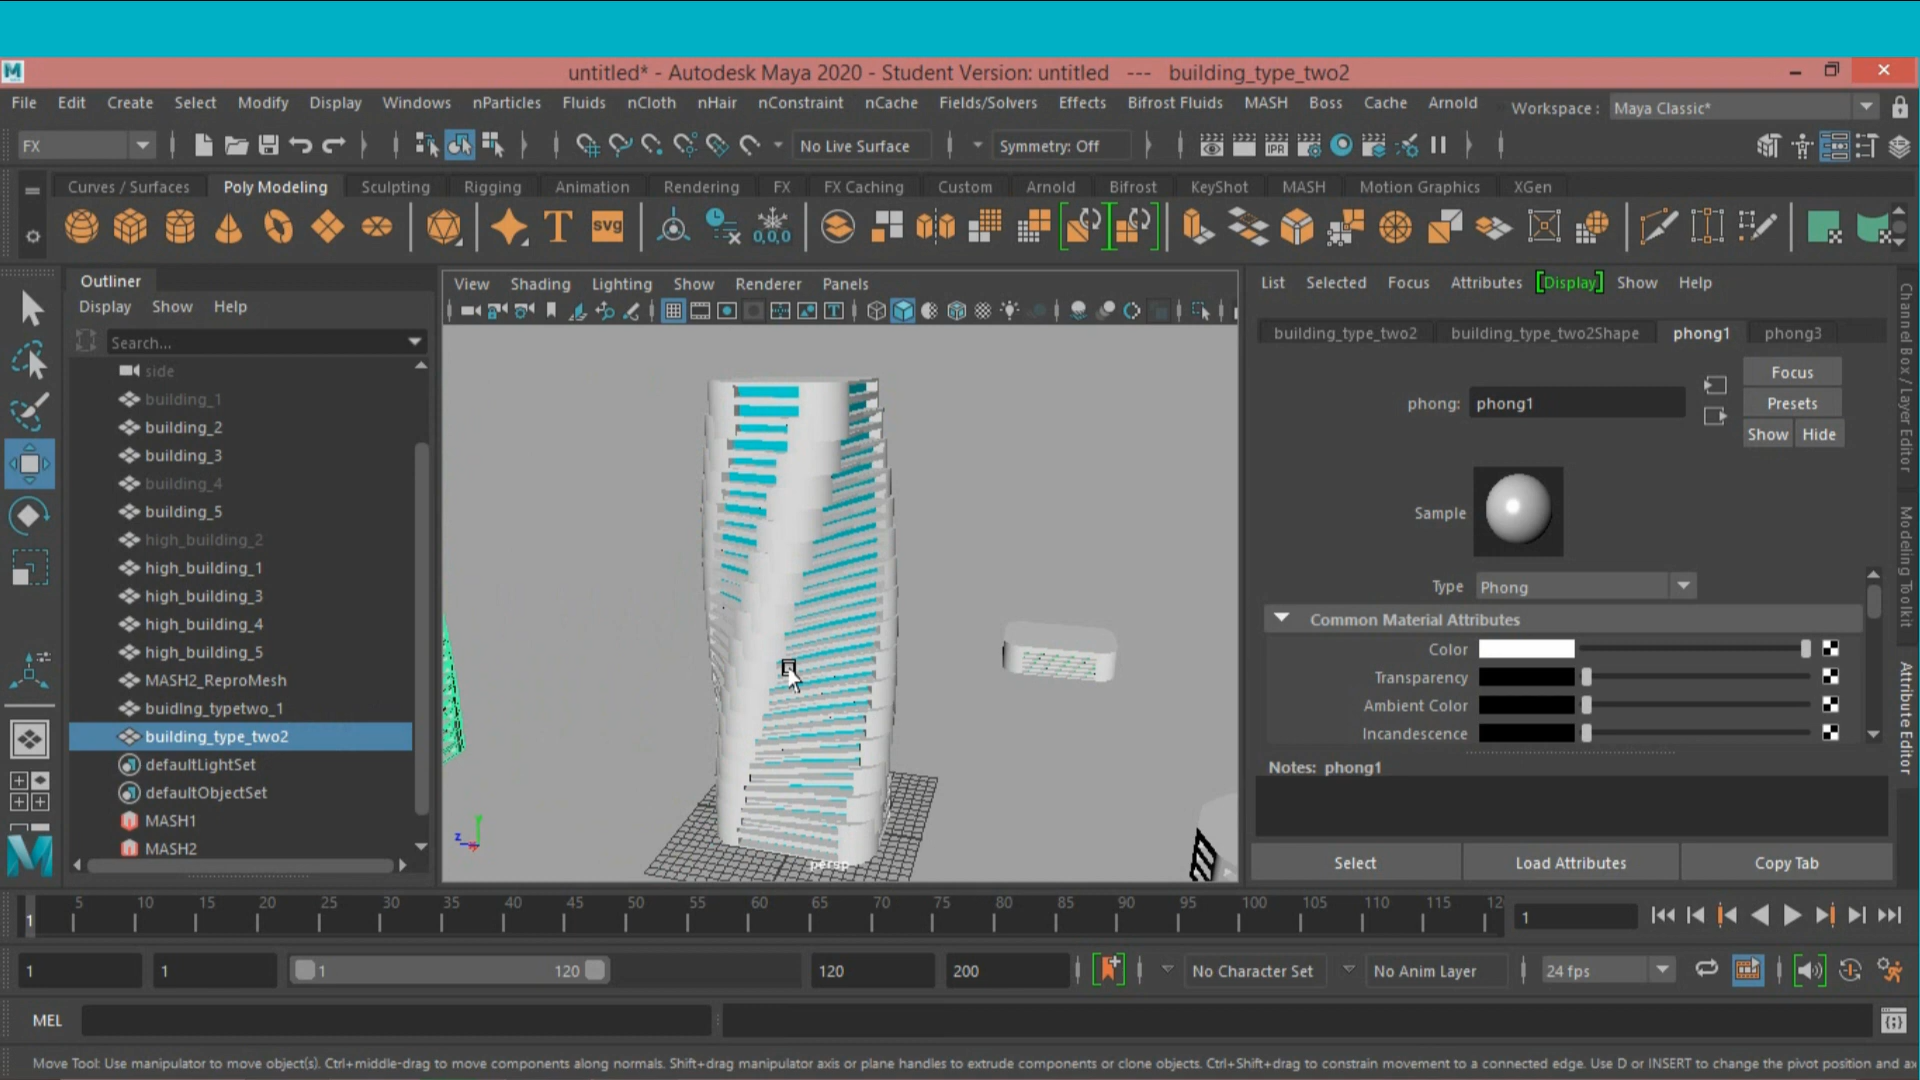 untitled* - Autodesk Maya 2020 - Student Version: untitled --- building_type_two2
File Edit Create Select Modify Display Windows nParticles Fluids nCloth nHair nConstraint nCache Fields/Solvers Effects Bifrost Fluids MASH Boss Cache Arnold Workspace : Maya Classic*
FX No Live Surface Symmetry: Off IPR
Curves / Surfaces Poly Modeling Sculpting Rigging Animation Rendering FX FX Caching Custom Arnold Bifrost KeyShot MASH Motion Graphics XGen
T svg 0,0,0
Outliner
Display Show Help
Search...
side
building_1
building_2
building_3
building_4
building_5
high_building_2
high_building_1
high_building_3
high_building_4
high_building_5
MASH2_ReproMesh
buidlng_typetwo_1
building_type_two2
defaultLightSet
defaultObjectSet
MASH1
MASH2
View Shading Lighting Show Renderer Panels
z
y
persp
List Selected Focus Attributes Display Show Help
building_type_two2 building_type_two2Shape phong1 phong3
Focus
phong: phong1 Presets
Show Hide
Sample
Type Phong
Common Material Attributes
Color
Transparency
Ambient Color
Incandescence
Notes: phong1
Select Load Attributes Copy Tab
Channel Box / Layer Editor
Modeling Toolkit
Attribute Editor
1 5 10 15 20 25 30 35 40 45 50 55 60 65 70 75 80 85 90 95 100 105 110 115 12 1
1 1 1 120 120 200 No Character Set No Anim Layer 24 fps
MEL
Move Tool: Use manipulator to move object(s). Ctrl+middle-drag to move components along normals. Shift+drag manipulator axis or plane handles to extrude components or clone objects. Ctrl+Shift+drag to constrain movement to a connected edge. Use D or INSERT to change the pivot position and ax